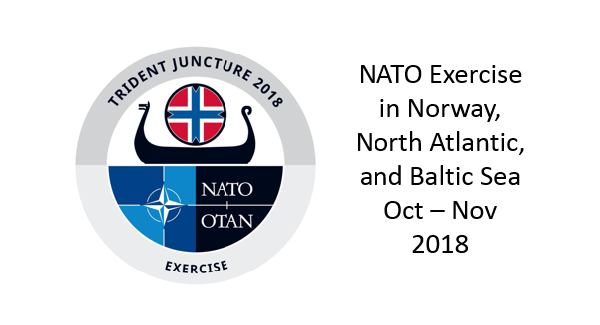 TRIDENT JUNCTURE 2018
NATO
OTAN
EXERCISE
NATO Exercise
in Norway,
North Atlantic,
and Baltic Sea
Oct – Nov
2018